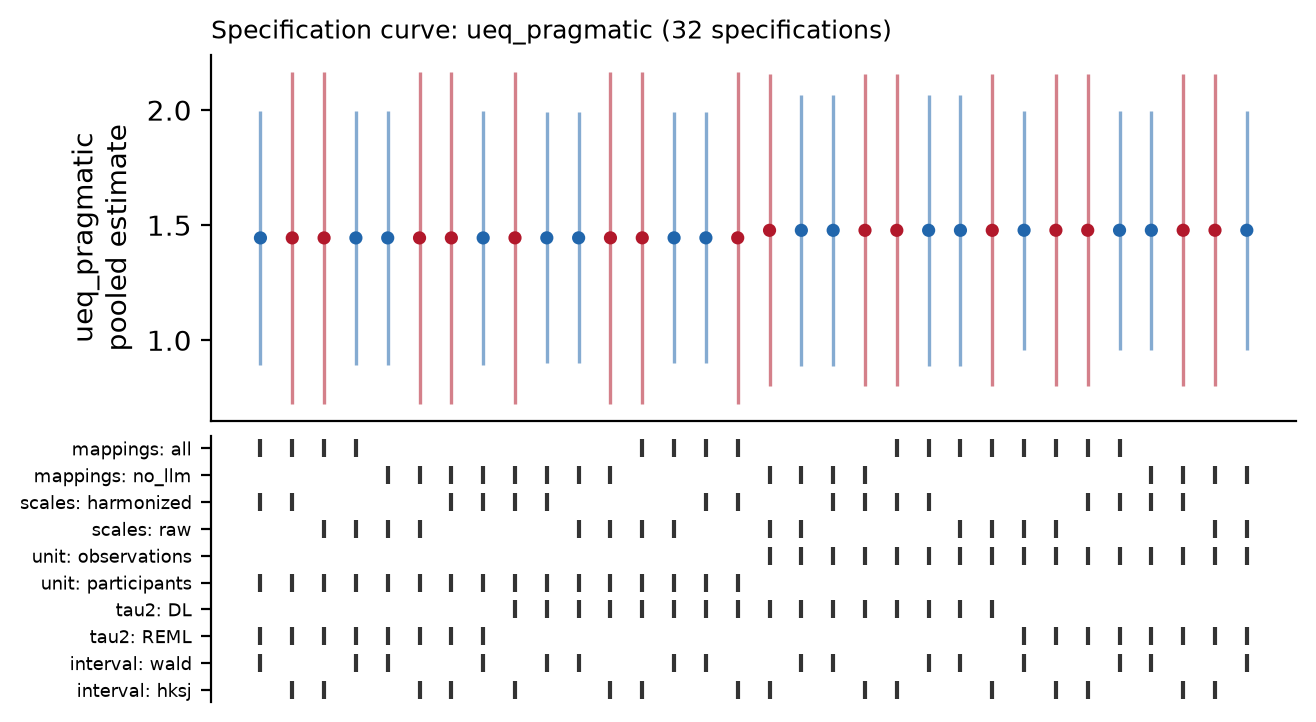 Specification curve: ueq_pragmatic (32 specifications)
ueq_pragmatic
pooled estimate
2.0
1.5
1.0
mappings: all
mappings: no_llm
scales: harmonized
scales: raw
unit: observations
unit: participants
tau2: DL
tau2: REML
interval: wald
interval: hksj